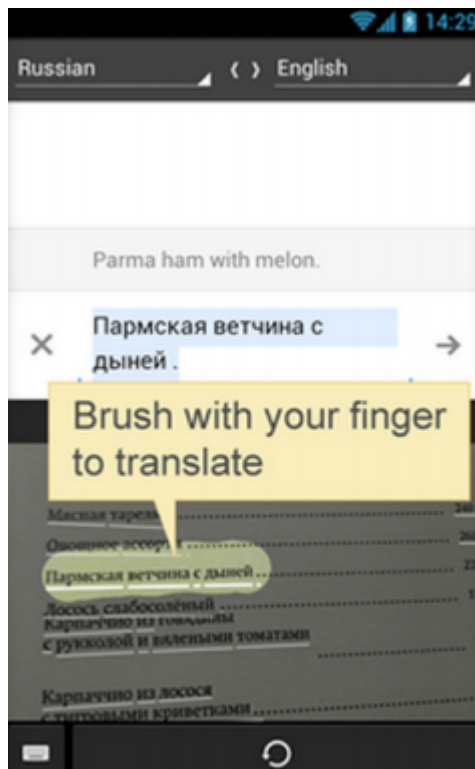 14:29
Russian
English
Parma ham with melon.
Пармская ветчина с
дыней .
Brush with your finger
to translate
Мясная тарел
Овощное ассорти
Пармская ветчина с дыней
Лосось слабосолёный
Карпаччо из говядины
с рукколой и вялеными томатами
Карпаччо из лосося
с тигровыми креветками